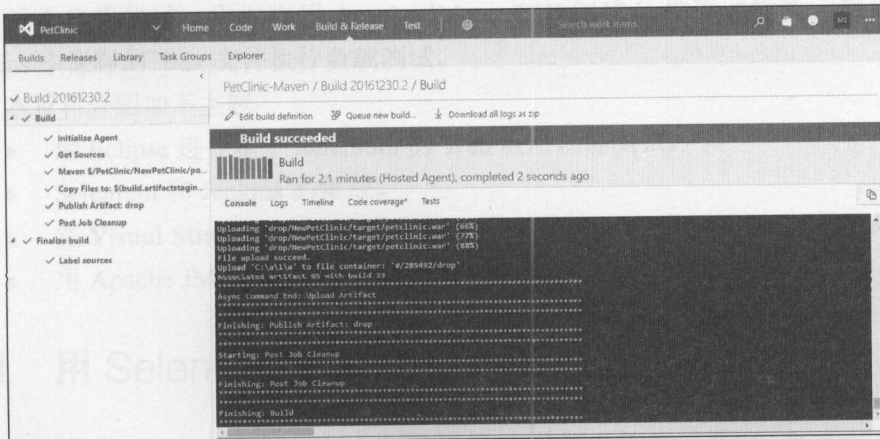 PetClinic Home Code Work Build & Release Test Search work items
Builds Releases Library Task Groups Explorer
Build 20161230.2
Build
Initialize Agent
Get Sources
Maven $/PetClinic/NewPetClinic/po...
Copy Files to: $(build.artifactstagin...
Publish Artifact: drop
Post Job Cleanup
Finalize build
Label sources
PetClinic-Maven / Build 20161230.2 / Build
Edit build definition Queue new build... Download all logs as zip
Build succeeded
Build
Ran for 2.1 minutes (Hosted Agent), completed 2 seconds ago
Console Logs Timeline Code coverage* Tests
Uploading 'drop/NewPetClinic/target/petclinic.war' (66%)
Uploading 'drop/NewPetClinic/target/petclinic.war' (77%)
Uploading 'drop/NewPetClinic/target/petclinic.war' (88%)
File upload succeed.
Upload 'C:\a\1\a' to file container: '#/285492/drop'
Associated artifact 65 with build 23
Async Command End: Upload Artifact
Finishing: Publish Artifact: drop
Starting: Post Job Cleanup
Finishing: Post Job Cleanup
Finishing: Build